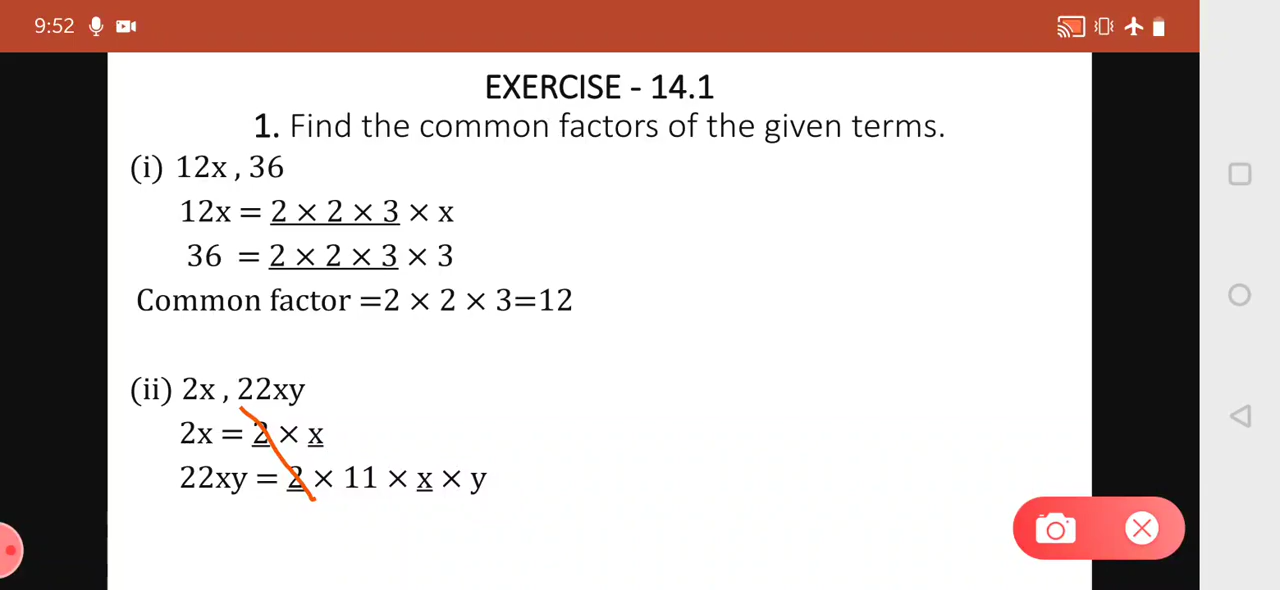 9:52
EXERCISE - 14.1
1. Find the common factors of the given terms.
(i) 12x , 36
12x = 2 × 2 × 3 × x
36 = 2 × 2 × 3 × 3
Common factor =2 × 2 × 3=12
(ii) 2x , 22xy
2x = 2 × x
22xy = 2 × 11 × x × y